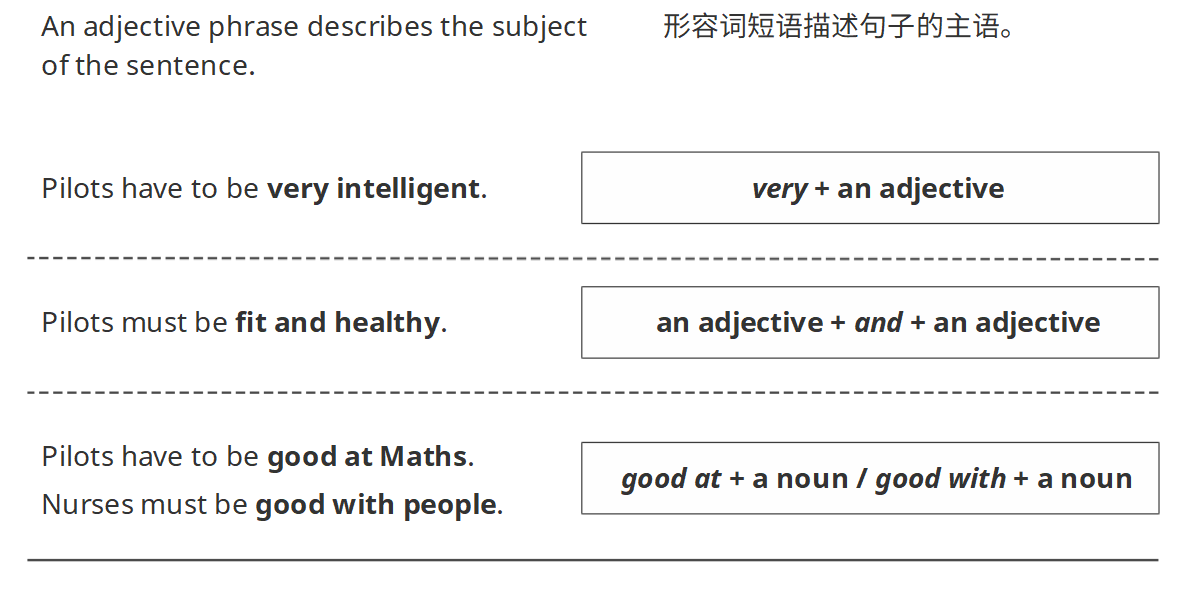 An adjective phrase describes the subject
of the sentence.
形容词短语描述句子的主语。
Pilots have to be very intelligent.
very + an adjective
Pilots must be fit and healthy.
an adjective + and + an adjective
Pilots have to be good at Maths.
Nurses must be good with people.
good at + a noun / good with + a noun